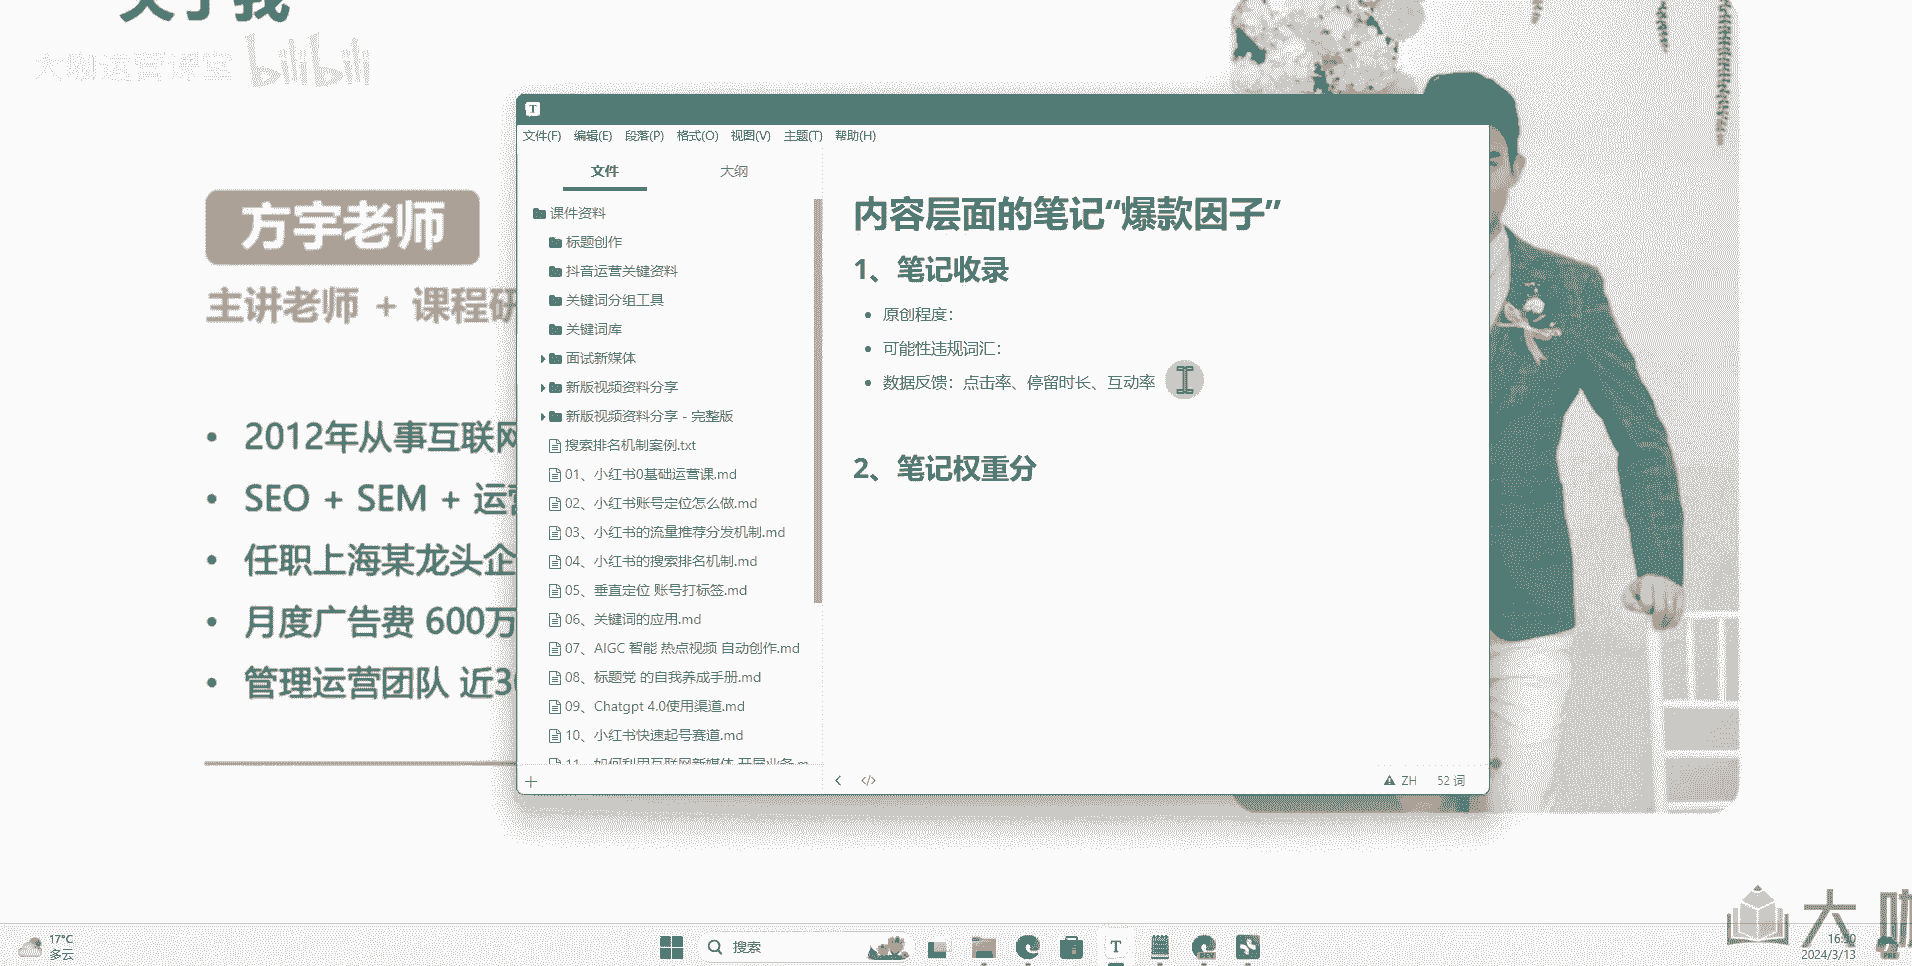 大咖运营课堂 bilibili
方宇老师
主讲老师 + 课程研
• 2012年从事互联网
• SEO + SEM + 运营
• 任职上海某龙头企
• 月度广告费 600万
• 管理运营团队 近30
T
文件(F) 编辑(E) 段落(P) 格式(O) 视图(V) 主题(T) 帮助(H)
文件 大纲
课件资料
标题创作
抖音运营关键资料
关键词分组工具
关键词库
面试新媒体
新版视频资料分享
新版视频资料分享 - 完整版
搜索排名机制案例.txt
01、小红书0基础运营课.md
02、小红书账号定位怎么做.md
03、小红书的流量推荐分发机制.md
04、小红书的搜索排名机制.md
05、垂直定位 账号打标签.md
06、关键词的应用.md
07、AIGC 智能 热点视频 自动创作.md
08、标题党 的自我养成手册.md
09、Chatgpt 4.0使用渠道.md
10、小红书快速起号赛道.md
内容层面的笔记“爆款因子”
1、笔记收录
• 原创程度：
• 可能性违规词汇：
• 数据反馈：点击率、停留时长、互动率
2、笔记权重分
ZH 52 词
大咖
17°C
多云
搜索
T
2024/3/13